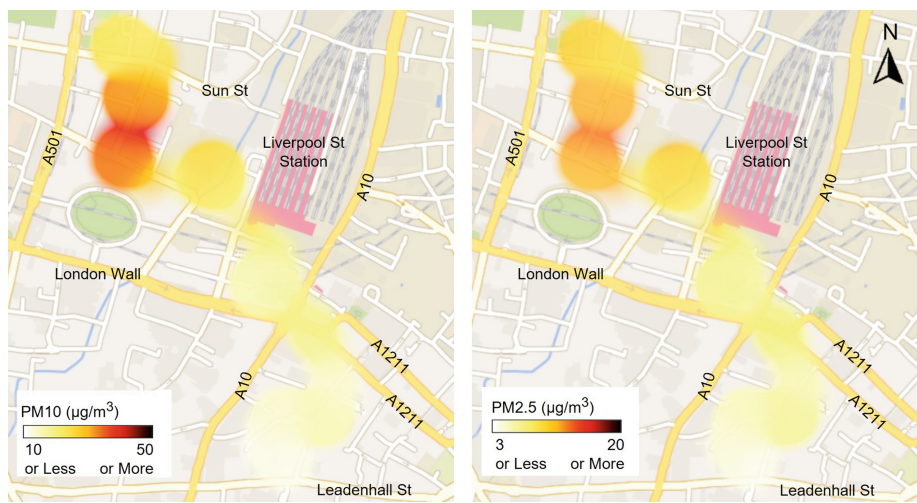 Sun St
Liverpool St
Station
A501
A10
London Wall
A10
A1211
A1211
PM10 (µg/m³)
10 50
or Less or More
Leadenhall St
N
Sun St
Liverpool St
Station
A501
A10
London Wall
A10
A1211
A1211
PM2.5 (µg/m³)
3 20
or Less or More
Leadenhall St